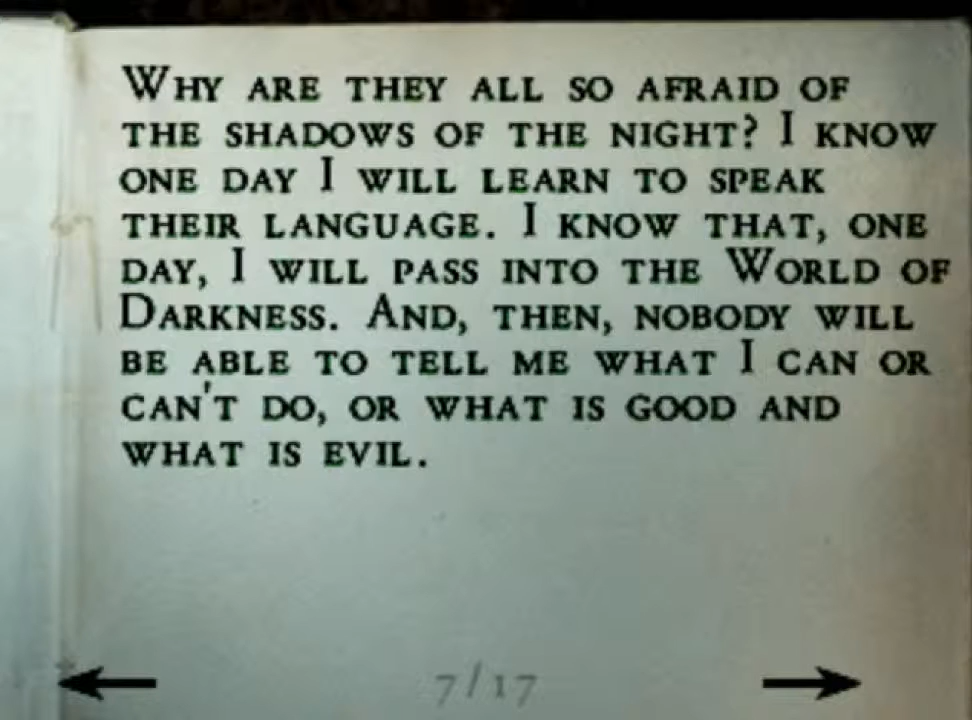 Why are they all so afraid of
the shadows of the night? I know
one day I will learn to speak
their language. I know that, one
day, I will pass into the World of
Darkness. And, then, nobody will
be able to tell me what I can or
can't do, or what is good and
what is evil.
7/17